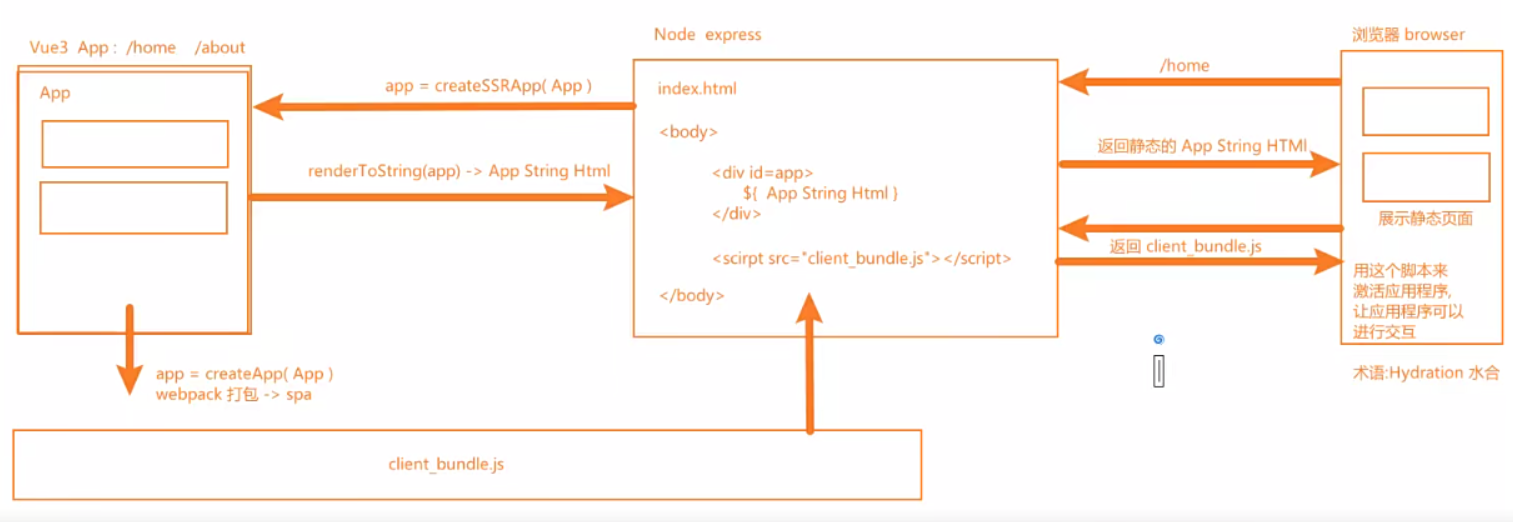 Vue3 App : /home /about
App
app = createSSRApp( App )
renderToString(app) -> App String Html
app = createApp( App )
webpack 打包 -> spa
client_bundle.js
Node express
index.html
<body>
<div id=app>
${ App String Html }
</div>
<scirpt src="client_bundle.js"></script>
</body>
/home
返回静态的 App String HTMl
返回 client_bundle.js
浏览器 browser
展示静态页面
用这个脚本来
激活应用程序,
让应用程序可以
进行交互
术语:Hydration 水合